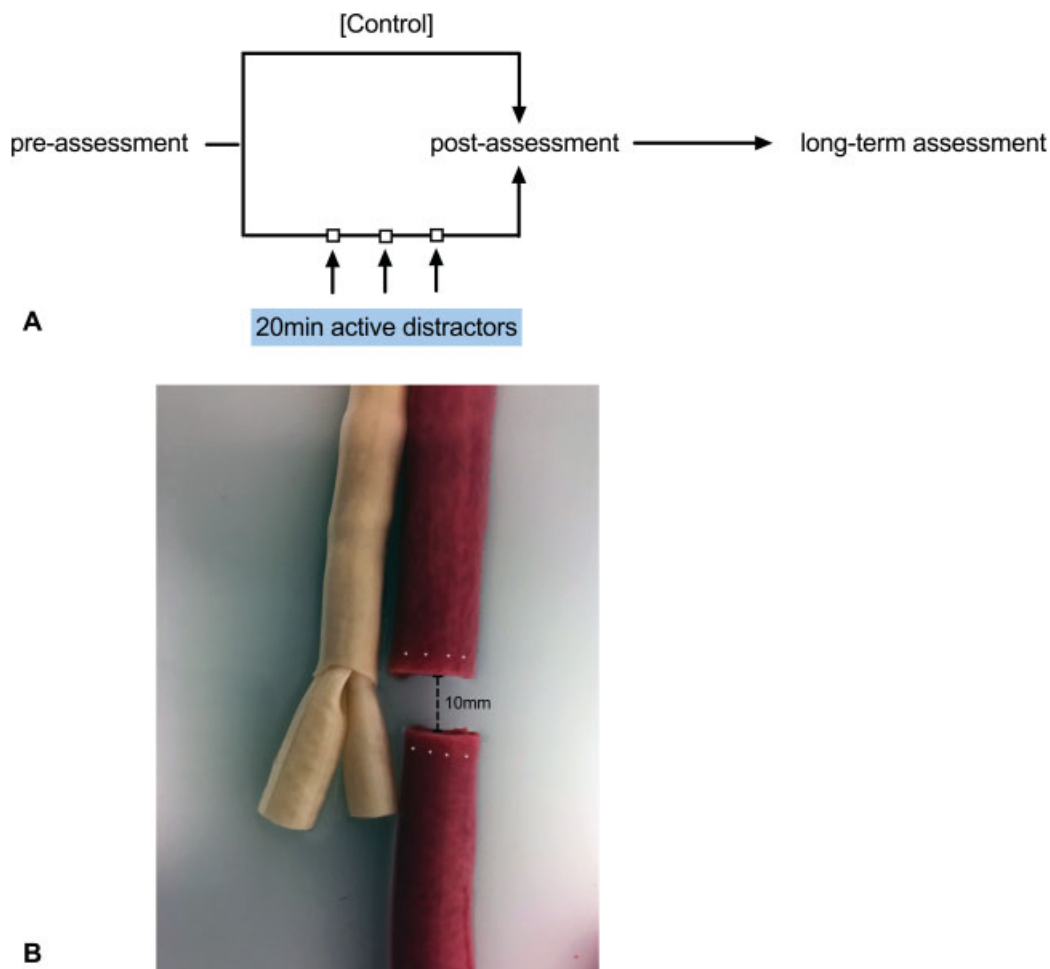 [Control]
pre-assessment
post-assessment
long-term assessment
20min active distractors
A
10mm
B